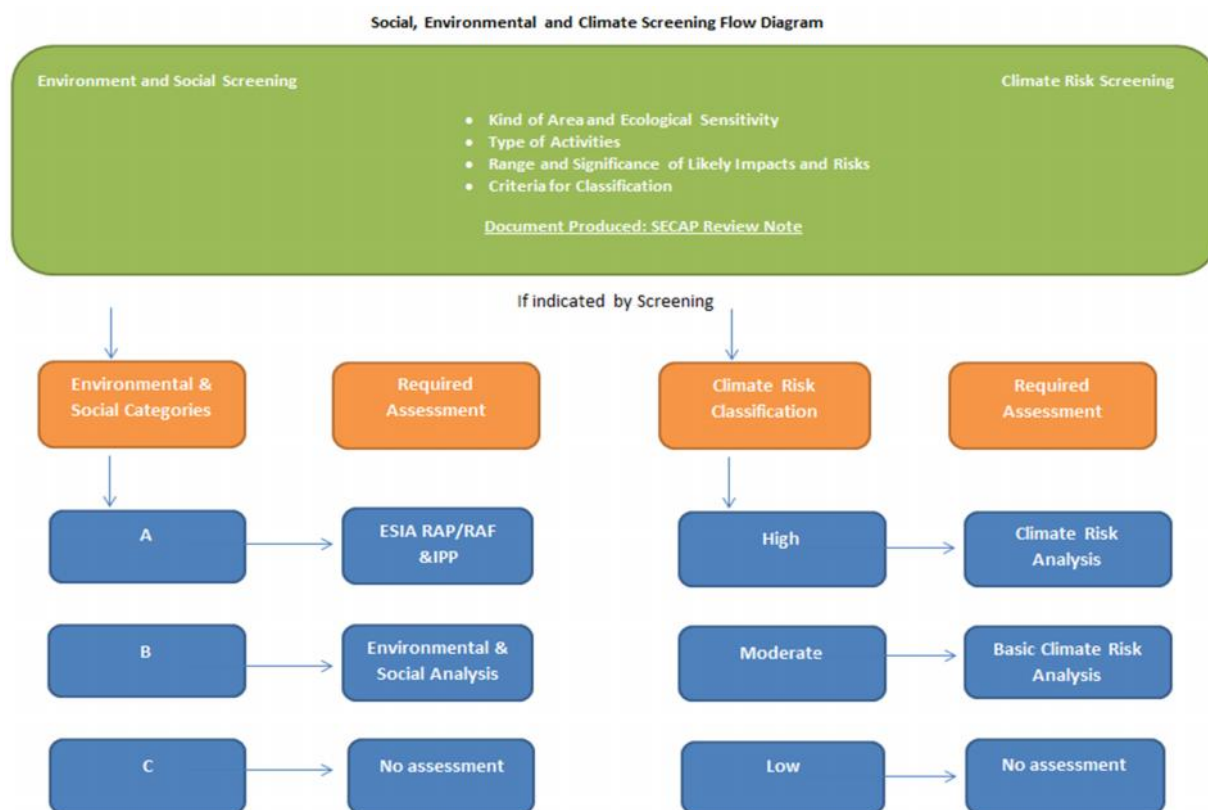 Social, Environmental and Climate Screening Flow Diagram
Environment and Social Screening
Climate Risk Screening
• Kind of Area and Ecological Sensitivity
• Type of Activities
• Range and Significance of Likely Impacts and Risks
• Criteria for Classification
Document Produced: SECAP Review Note
If indicated by Screening
Environmental &
Social Categories
Required
Assessment
Climate Risk
Classification
Required
Assessment
A
ESIA RAP/RAF
&IPP
High
Climate Risk
Analysis
B
Environmental &
Social Analysis
Moderate
Basic Climate Risk
Analysis
C
No assessment
Low
No assessment